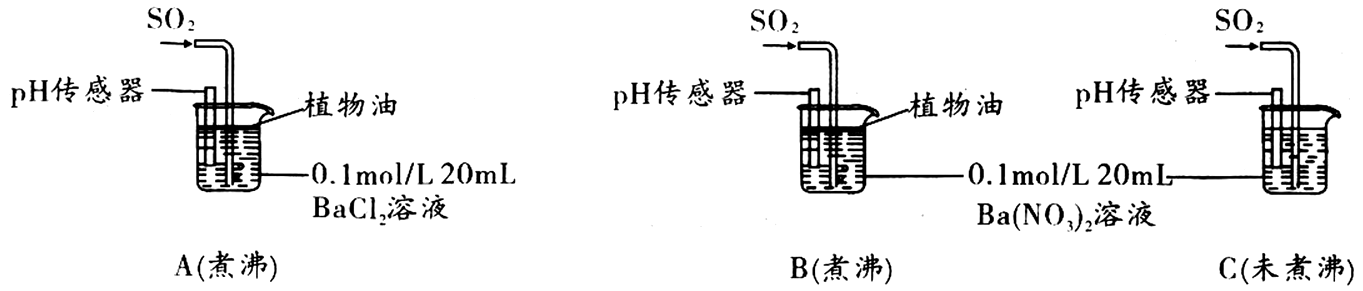 SO₂
pH传感器
植物油
0.1mol/L 20mL
BaCl₂溶液
A(煮沸)
SO₂
pH传感器
植物油
0.1mol/L 20mL
Ba(NO₃)₂溶液
B(煮沸)
SO₂
pH传感器
C(未煮沸)